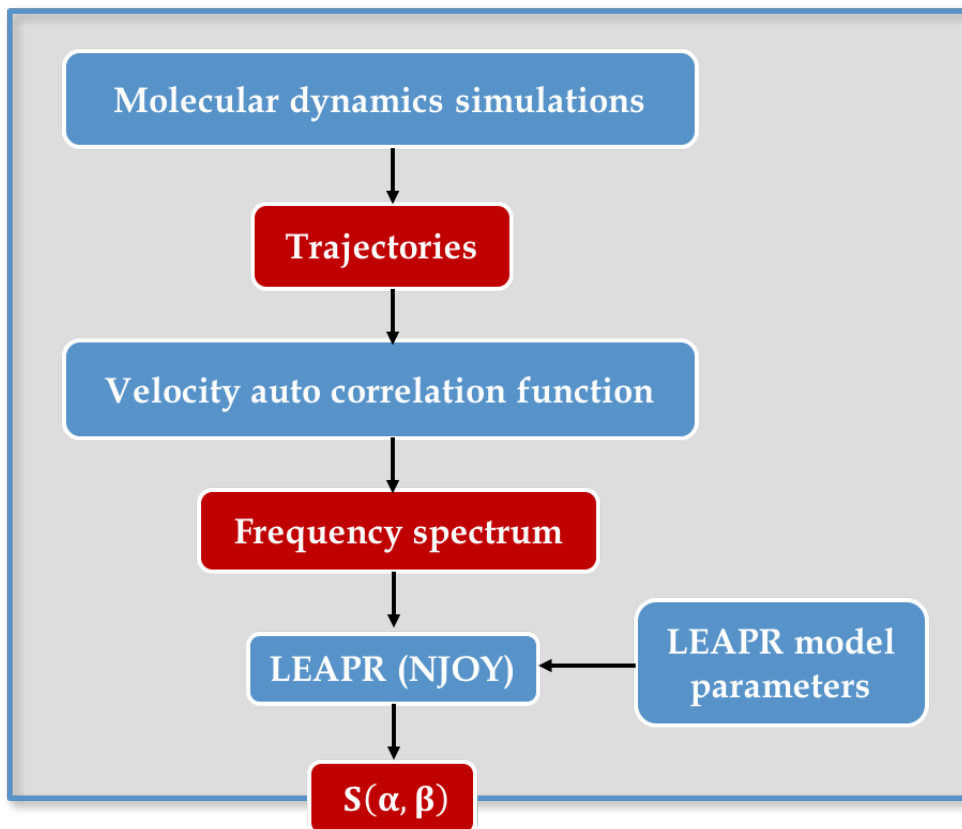 Molecular dynamics simulations
Trajectories
Velocity auto correlation function
Frequency spectrum
LEAPR (NJOY)
LEAPR model
parameters
S(α, β)